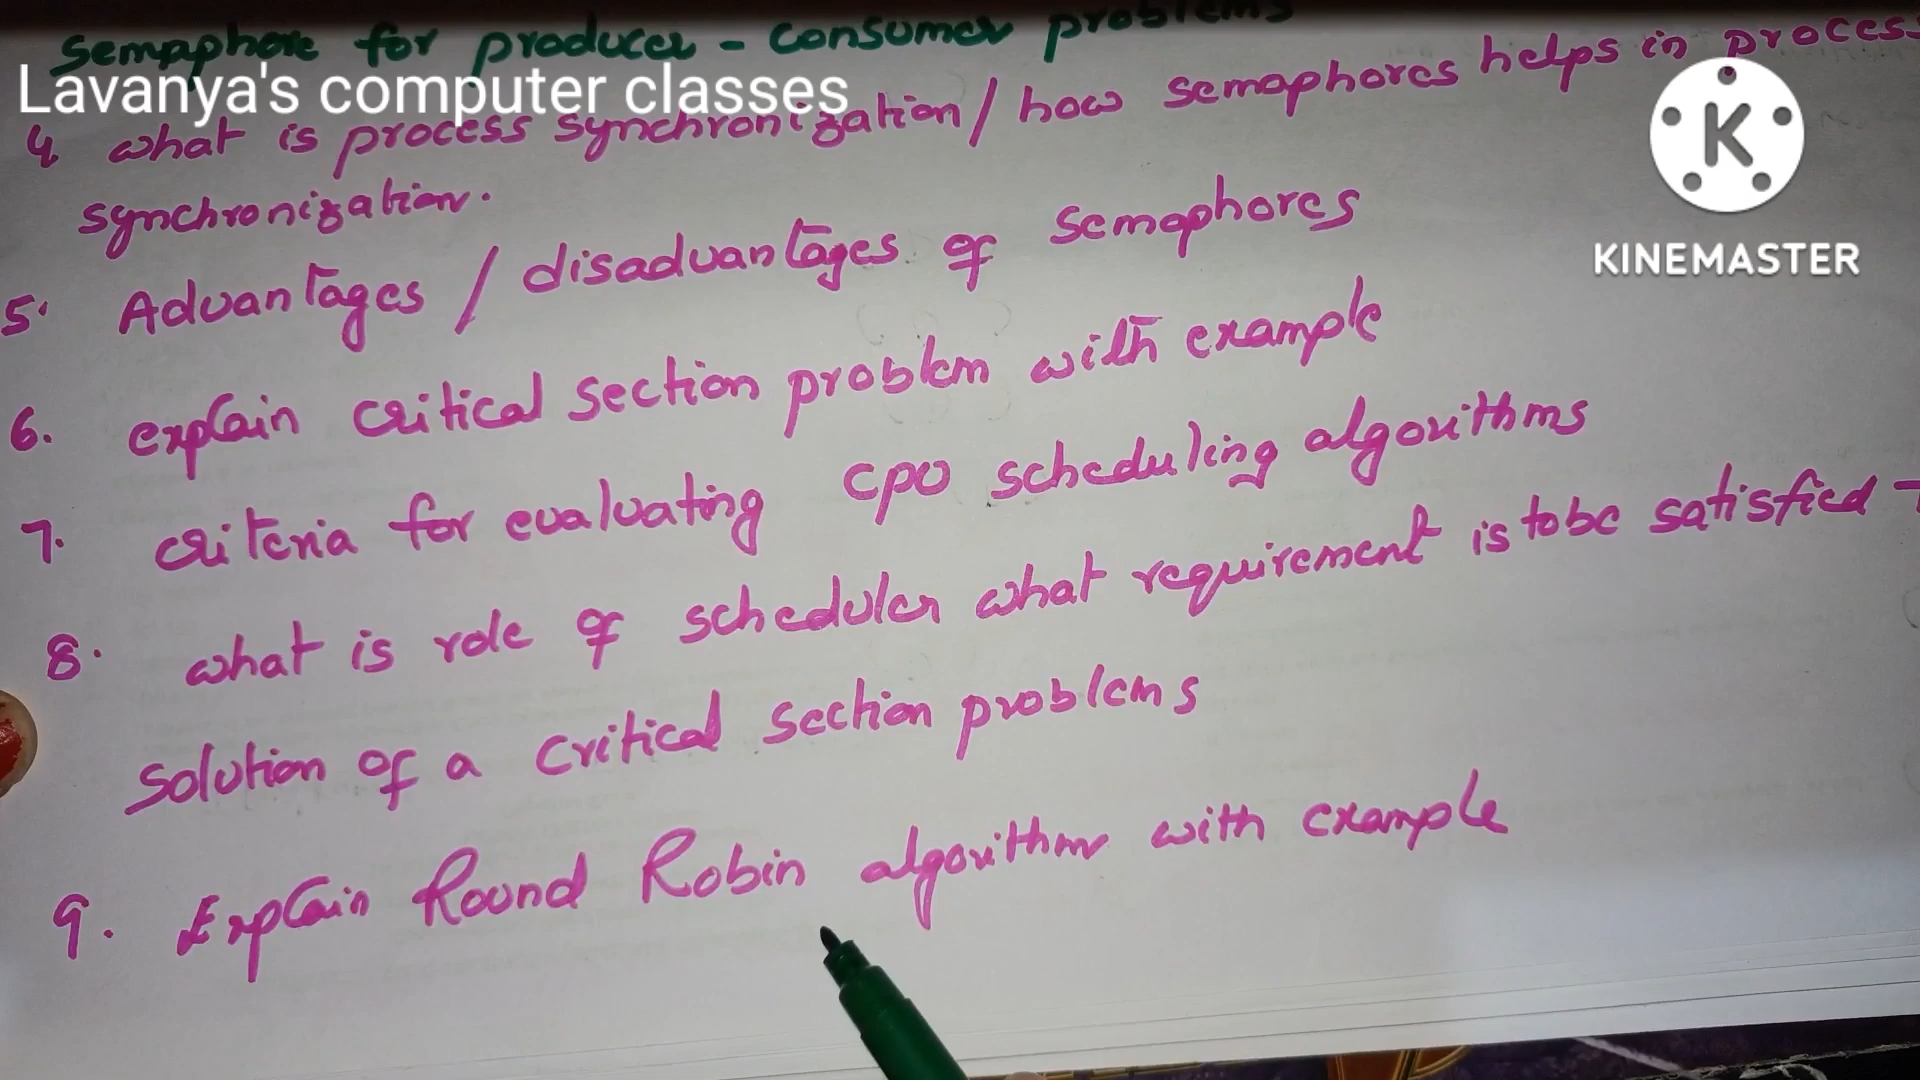 Semaphore for producer - consumer problems
Lavanya's computer classes
4 what is process synchronization / how semaphores helps in process
synchronization.
5. Advantages / disadvantages of Semaphores
6. explain critical section problem with example
7. criteria for evaluating CPU scheduling algorithms
8. what is role of scheduler what requirement is to be satisfied
solution of a critical section problems
9. Explain Round Robin algorithm with example
K
KINEMASTER